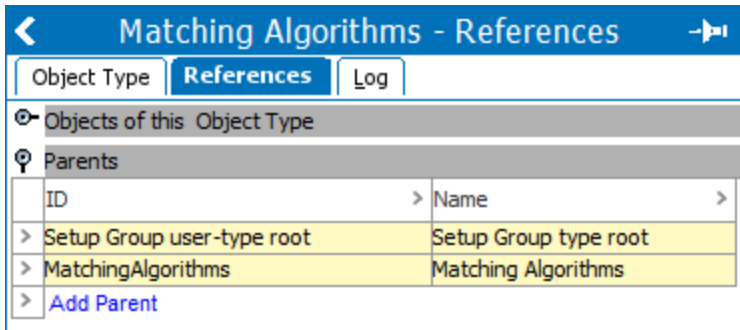 Matching Algorithms - References
Object Type References Log
Objects of this Object Type
Parents
ID > Name >
> Setup Group user-type root Setup Group type root
> MatchingAlgorithms Matching Algorithms
> Add Parent